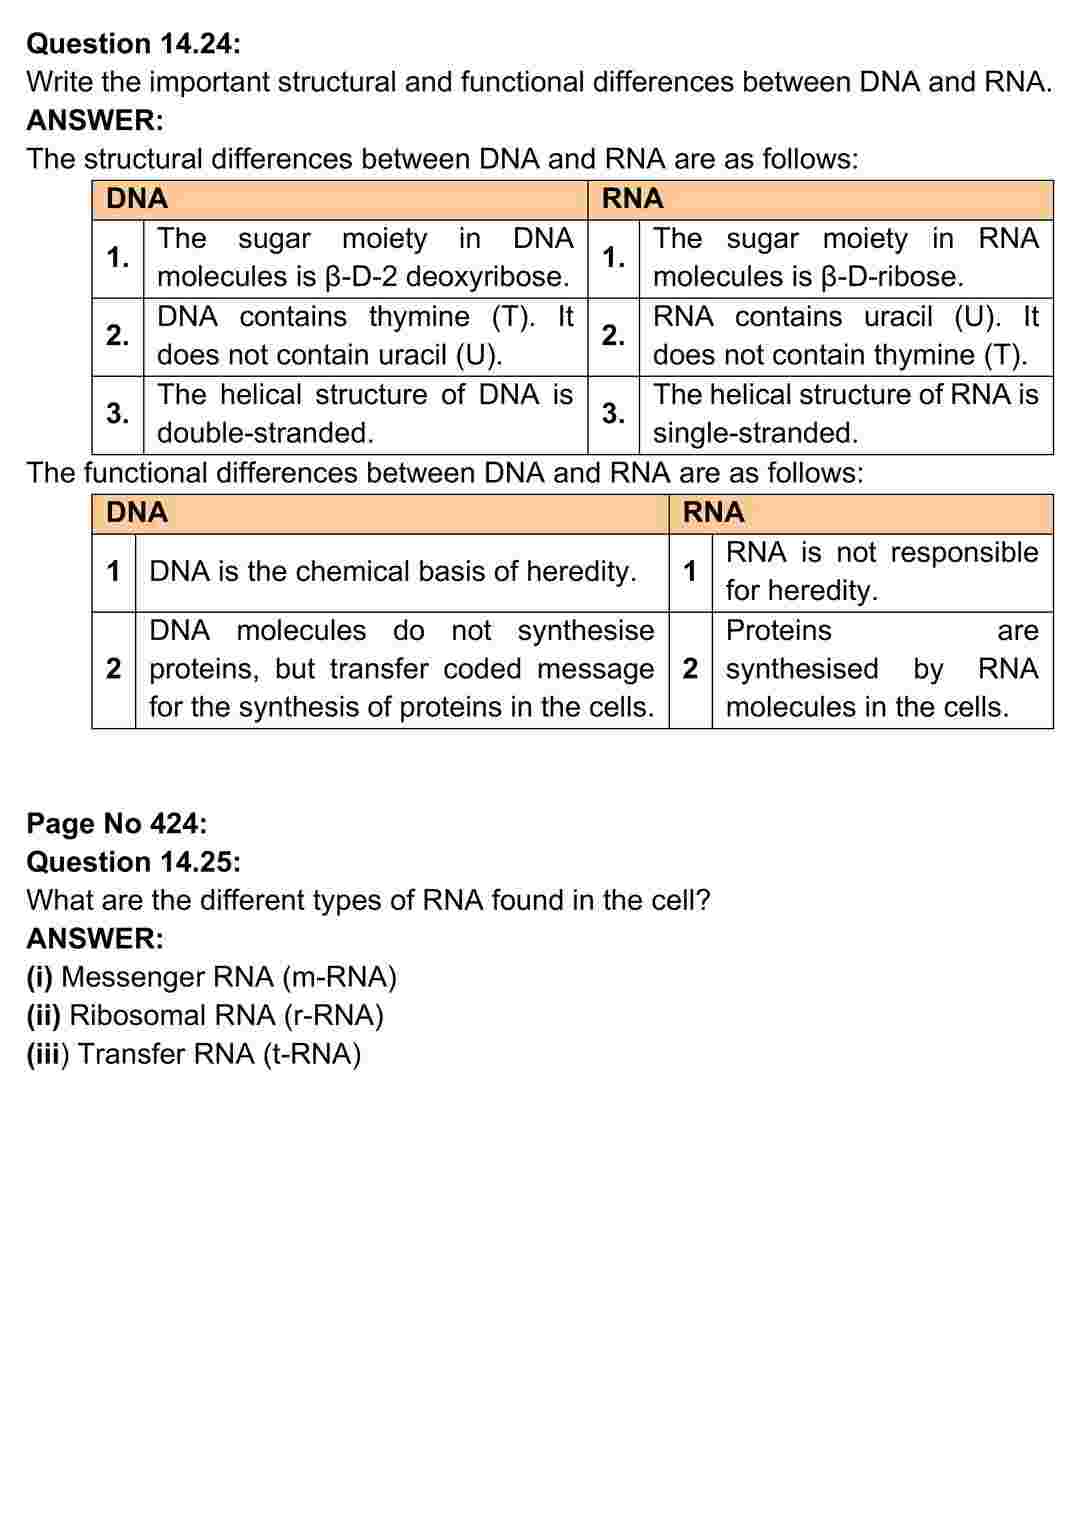 Question 14.24:
Write the important structural and functional differences between DNA and RNA.
ANSWER:
The structural differences between DNA and RNA are as follows:
DNA RNA
1. The sugar moiety in DNA molecules is β-D-2 deoxyribose. 1. The sugar moiety in RNA molecules is β-D-ribose.
2. DNA contains thymine (T). It does not contain uracil (U). 2. RNA contains uracil (U). It does not contain thymine (T).
3. The helical structure of DNA is double-stranded. 3. The helical structure of RNA is single-stranded.
The functional differences between DNA and RNA are as follows:
DNA RNA
1 DNA is the chemical basis of heredity. 1 RNA is not responsible for heredity.
2 DNA molecules do not synthesise proteins, but transfer coded message for the synthesis of proteins in the cells. 2 Proteins are synthesised by RNA molecules in the cells.
Page No 424:
Question 14.25:
What are the different types of RNA found in the cell?
ANSWER:
(i) Messenger RNA (m-RNA)
(ii) Ribosomal RNA (r-RNA)
(iii) Transfer RNA (t-RNA)